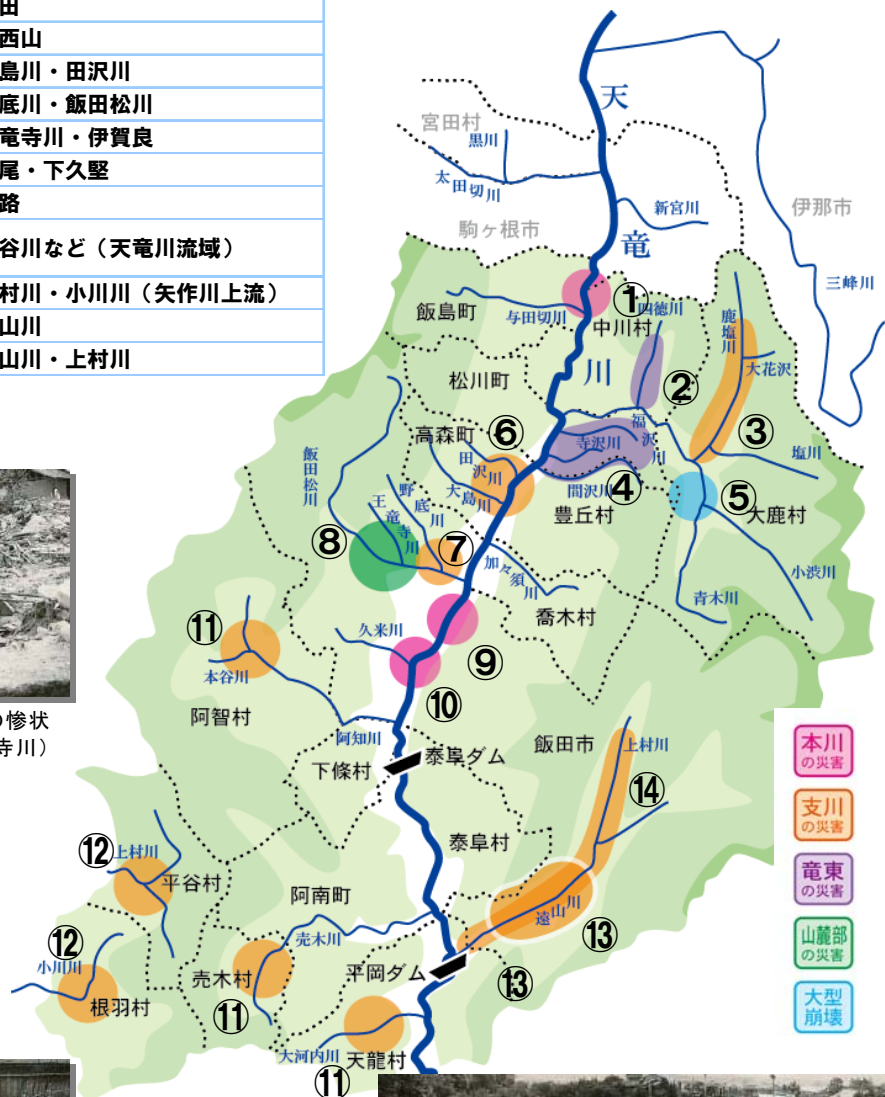 田
西山
島川・田沢川
底川・飯田松川
竜寺川・伊賀良
尾・下久堅
路
谷川など（天竜川流域）
村川・小川川（矢作川上流）
山川
山川・上村川
の惨状
寺川）
天
竜
川
宮田村
黒川
太田切川
駒ヶ根市
新宮川
伊那市
三峰川
飯島町
与田切川
①
中川村
四徳川
鹿塩川
大花沢
松川町
②
③
塩川
高森町
⑥
田沢川
大島川
福沢川
寺沢川
間沢川
④
豊丘村
⑤
大鹿村
小渋川
青木川
飯田松川
王竜寺川
野底川
⑧
⑦
加々須川
喬木村
⑪
本谷川
阿智村
久米川
⑨
⑩
阿知川
下條村
泰阜ダム
飯田市
上村川
⑭
泰阜村
⑫
上村川
平谷村
阿南町
売木川
遠山川
⑬
⑫
小川川
根羽村
売木村
⑪
平岡ダム
⑬
大河内川
天龍村
⑪
本川
の災害
支川
の災害
竜東
の災害
山麓部
の災害
大型
崩壊